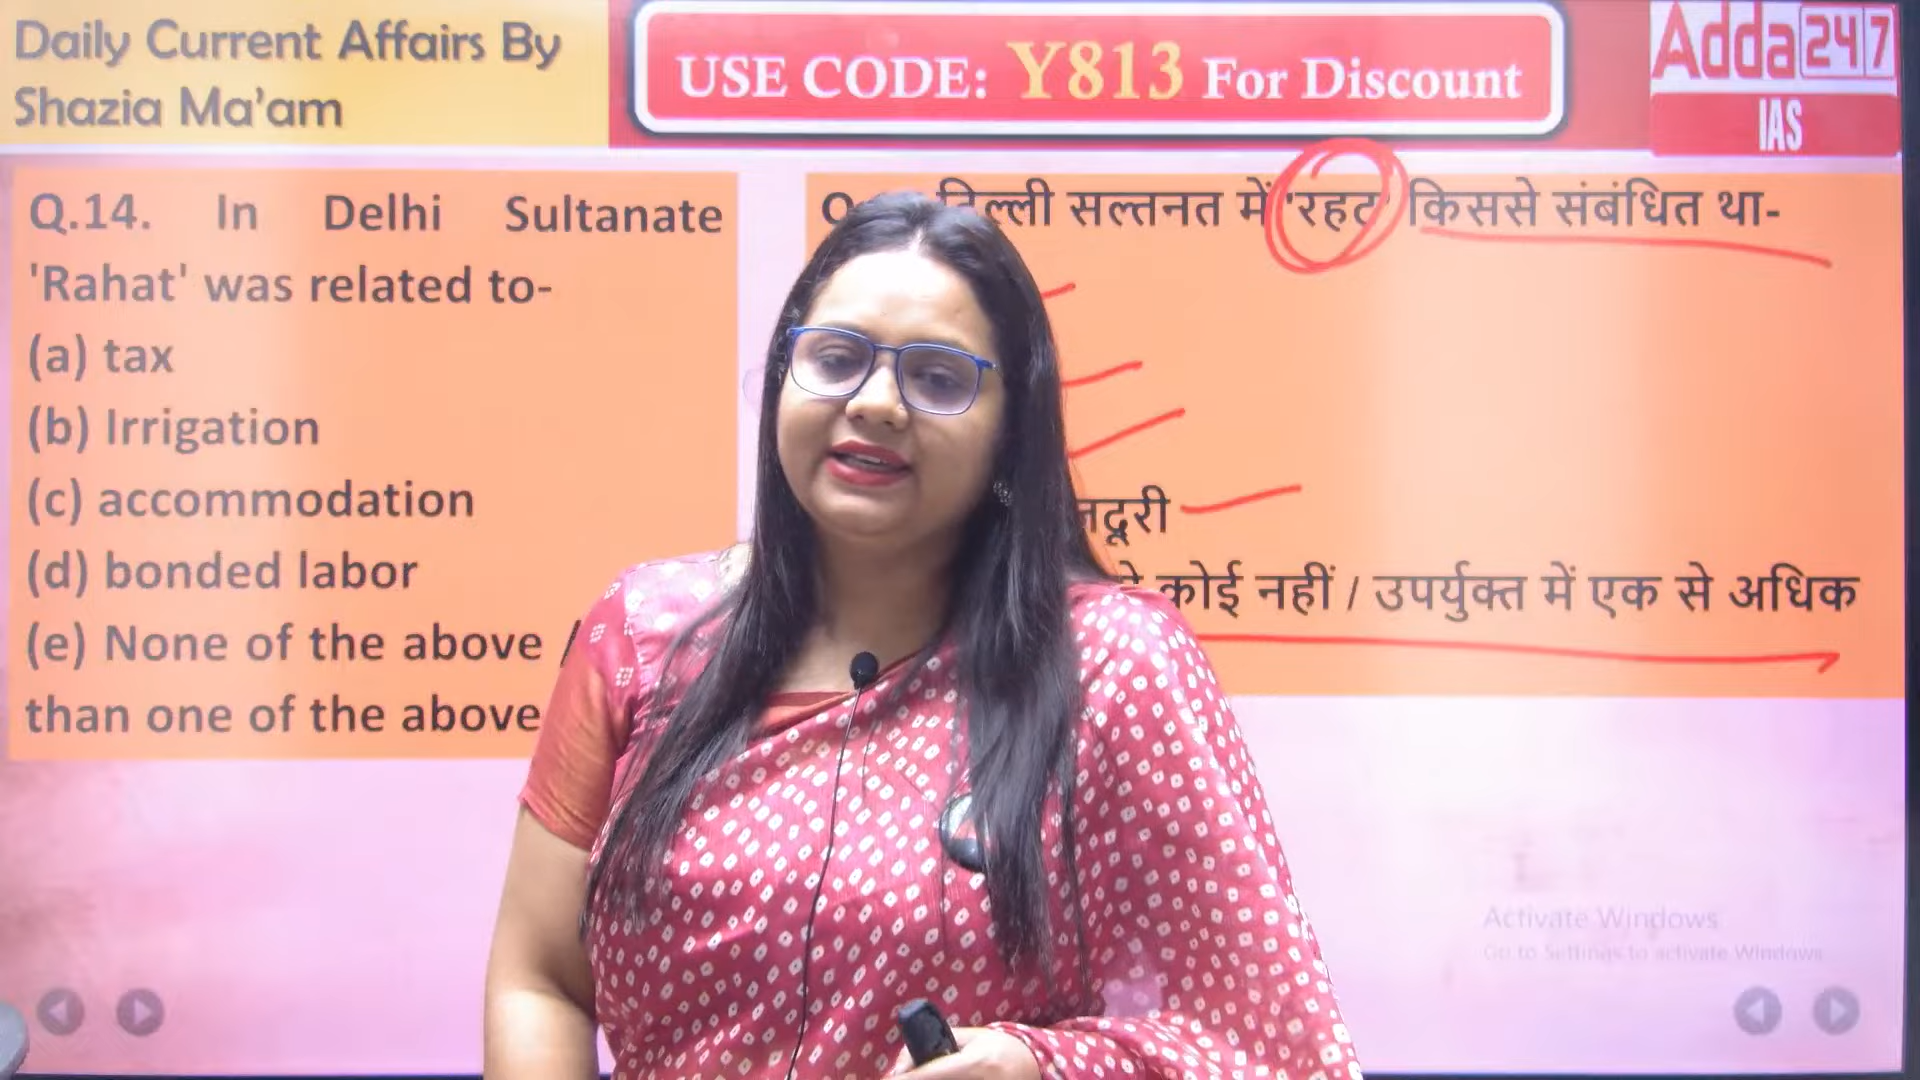 Daily Current Affairs By
Shazia Ma'am
USE CODE: Y813 For Discount
Adda 247
IAS
Q.14. In Delhi Sultanate
'Rahat' was related to-
(a) tax
(b) Irrigation
(c) accommodation
(d) bonded labor
(e) None of the above /
than one of the above
दिल्ली सल्तनत में 'रहट' किससे संबंधित था-
कोई नहीं / उपर्युक्त में एक से अधिक
Activate Windows
Go to Settings to activate Windows